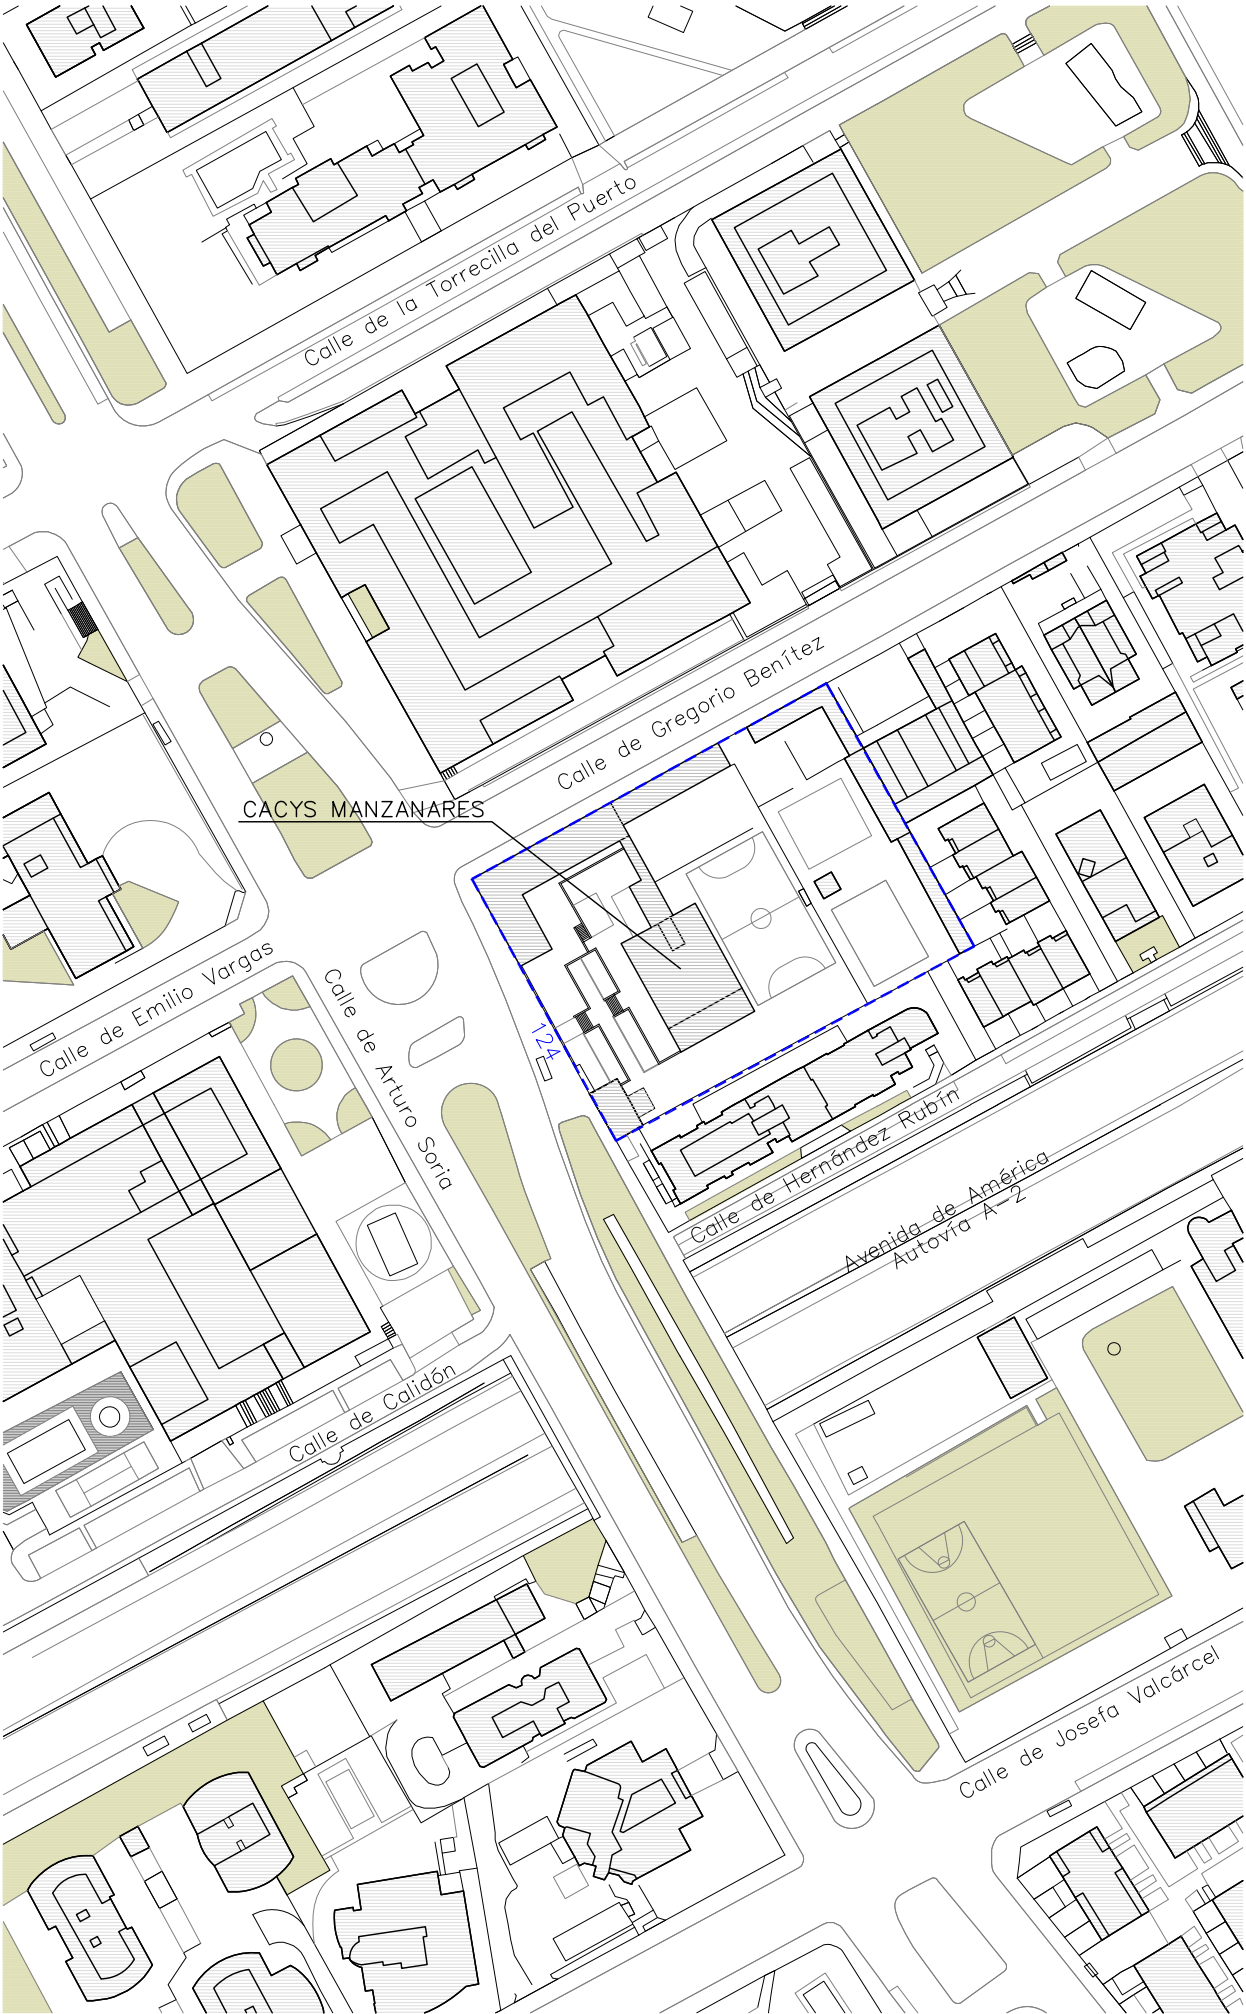 Calle de la Torrecilla del Puerto
Calle de Gregorio Benítez
CACYS MANZANARES
Calle de Emilio Vargas
Calle de Arturo Soria
124
Calle de Hernández Rubín
Avenida de América
Autovía A-2
Calle de Calidón
Calle de Josefa Valcárcel